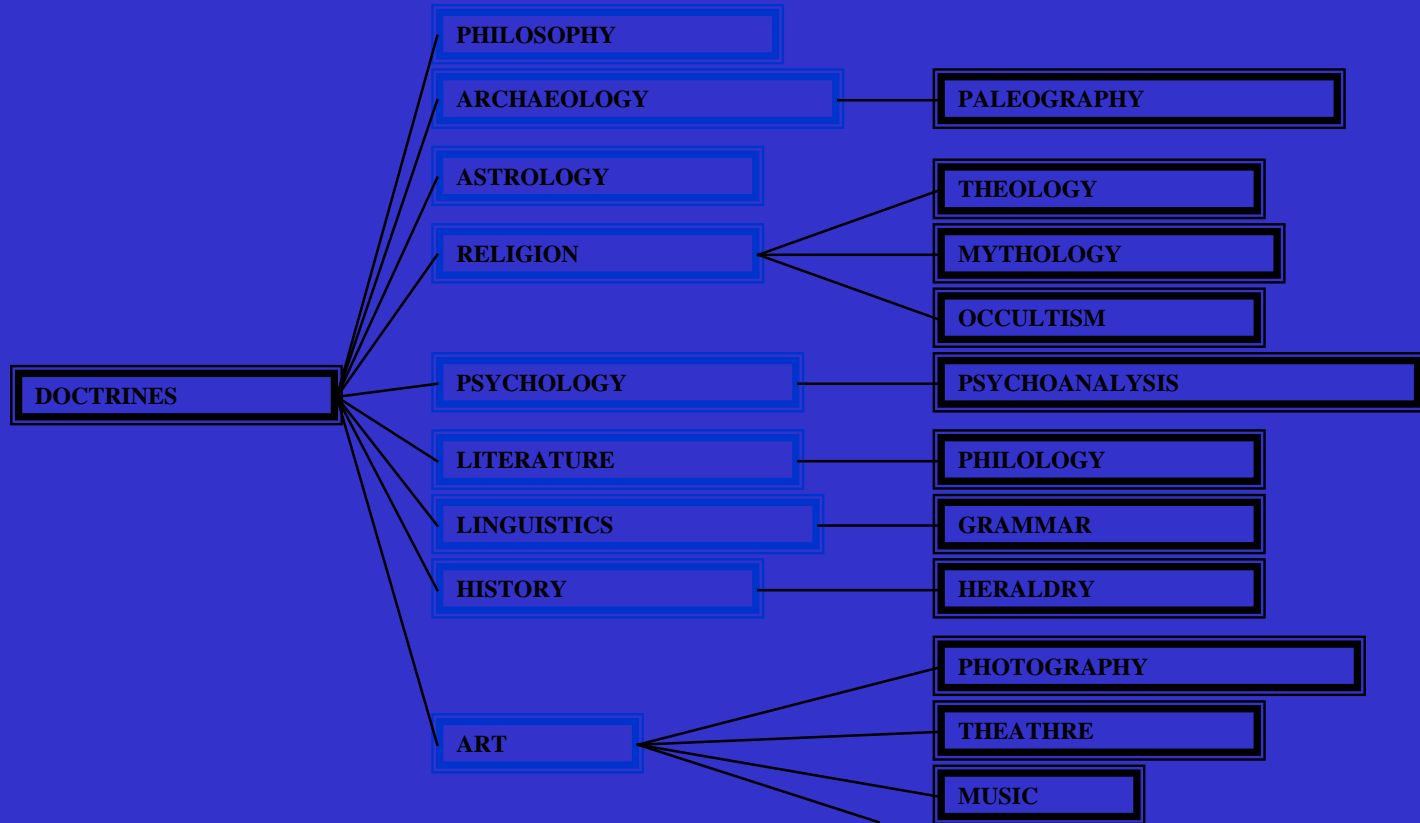 PHILOSOPHY
ARCHAEOLOGY
PALEOGRAPHY
ASTROLOGY
THEOLOGY
RELIGION
MYTHOLOGY
OCCULTISM
DOCTRINES
PSYCHOLOGY
PSYCHOANALYSIS
LITERATURE
PHILOLOGY
LINGUISTICS
GRAMMAR
HISTORY
HERALDRY
PHOTOGRAPHY
ART
THEATHRE
MUSIC